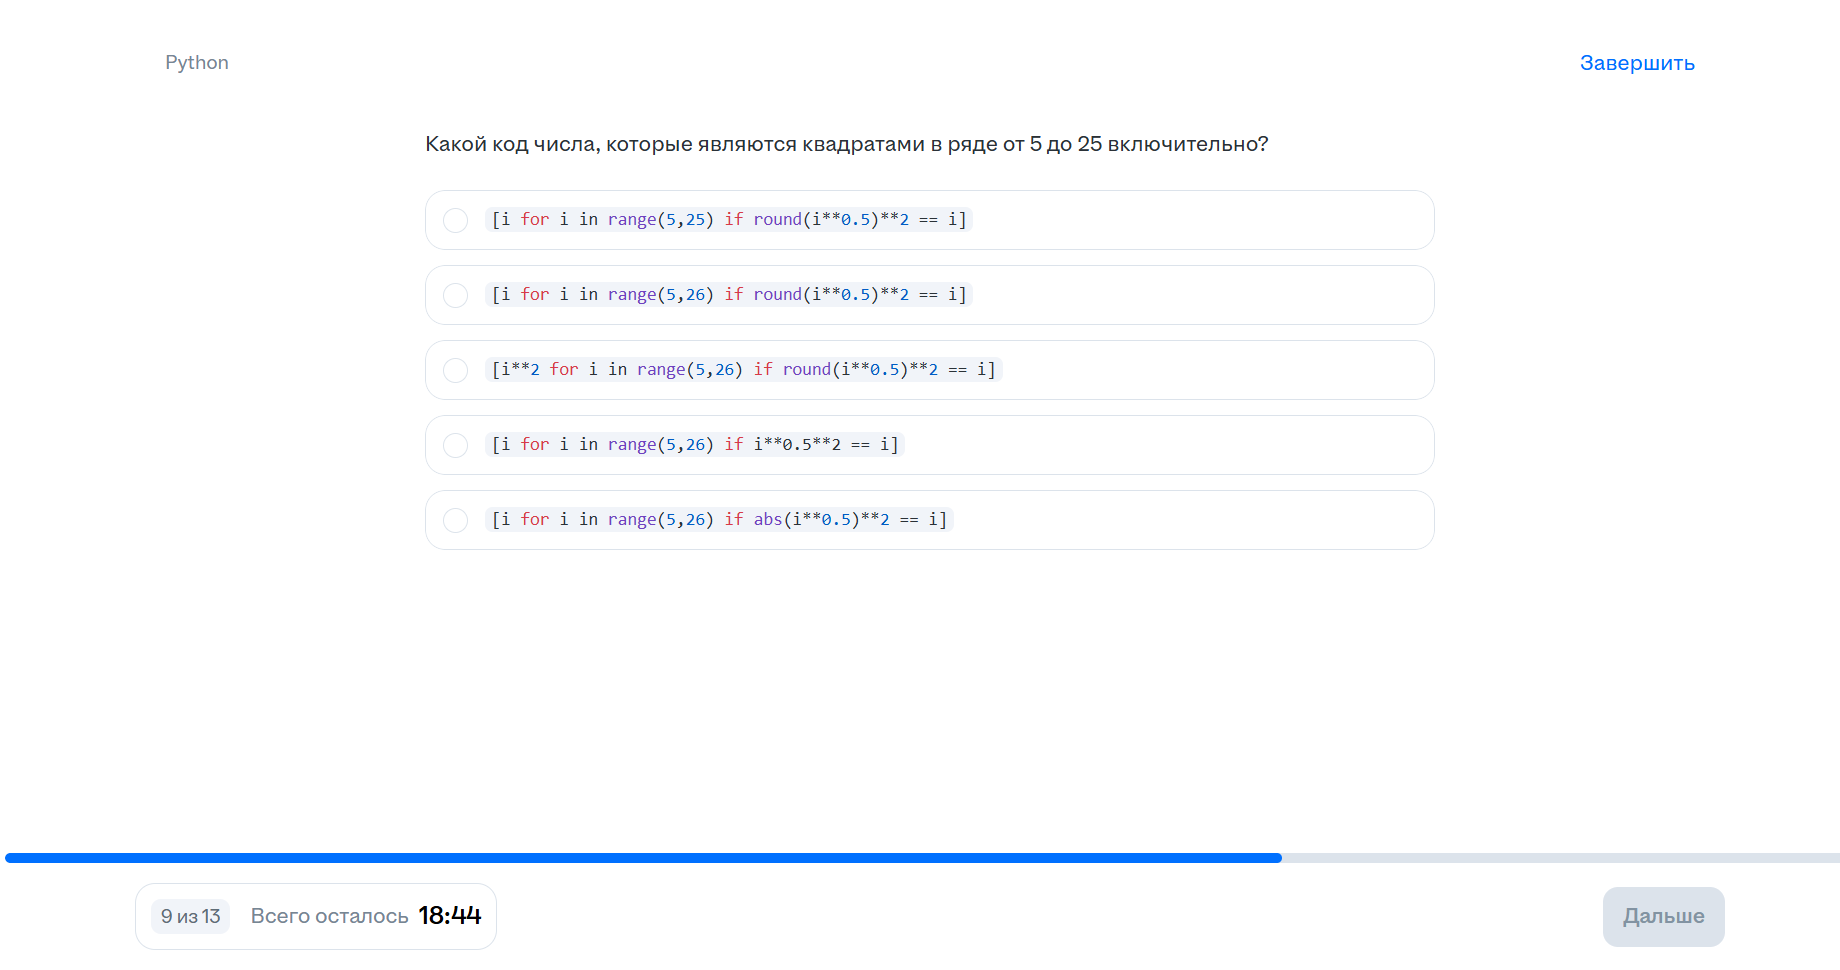 Python
Завершить
Какой код числа, которые являются квадратами в ряде от 5 до 25 включительно?
[i for i in range(5,25) if round(i**0.5)**2 == i]
[i for i in range(5,26) if round(i**0.5)**2 == i]
[i**2 for i in range(5,26) if round(i**0.5)**2 == i]
[i for i in range(5,26) if i**0.5**2 == i]
[i for i in range(5,26) if abs(i**0.5)**2 == i]
9 из 13 Всего осталось 18:44
Дальше